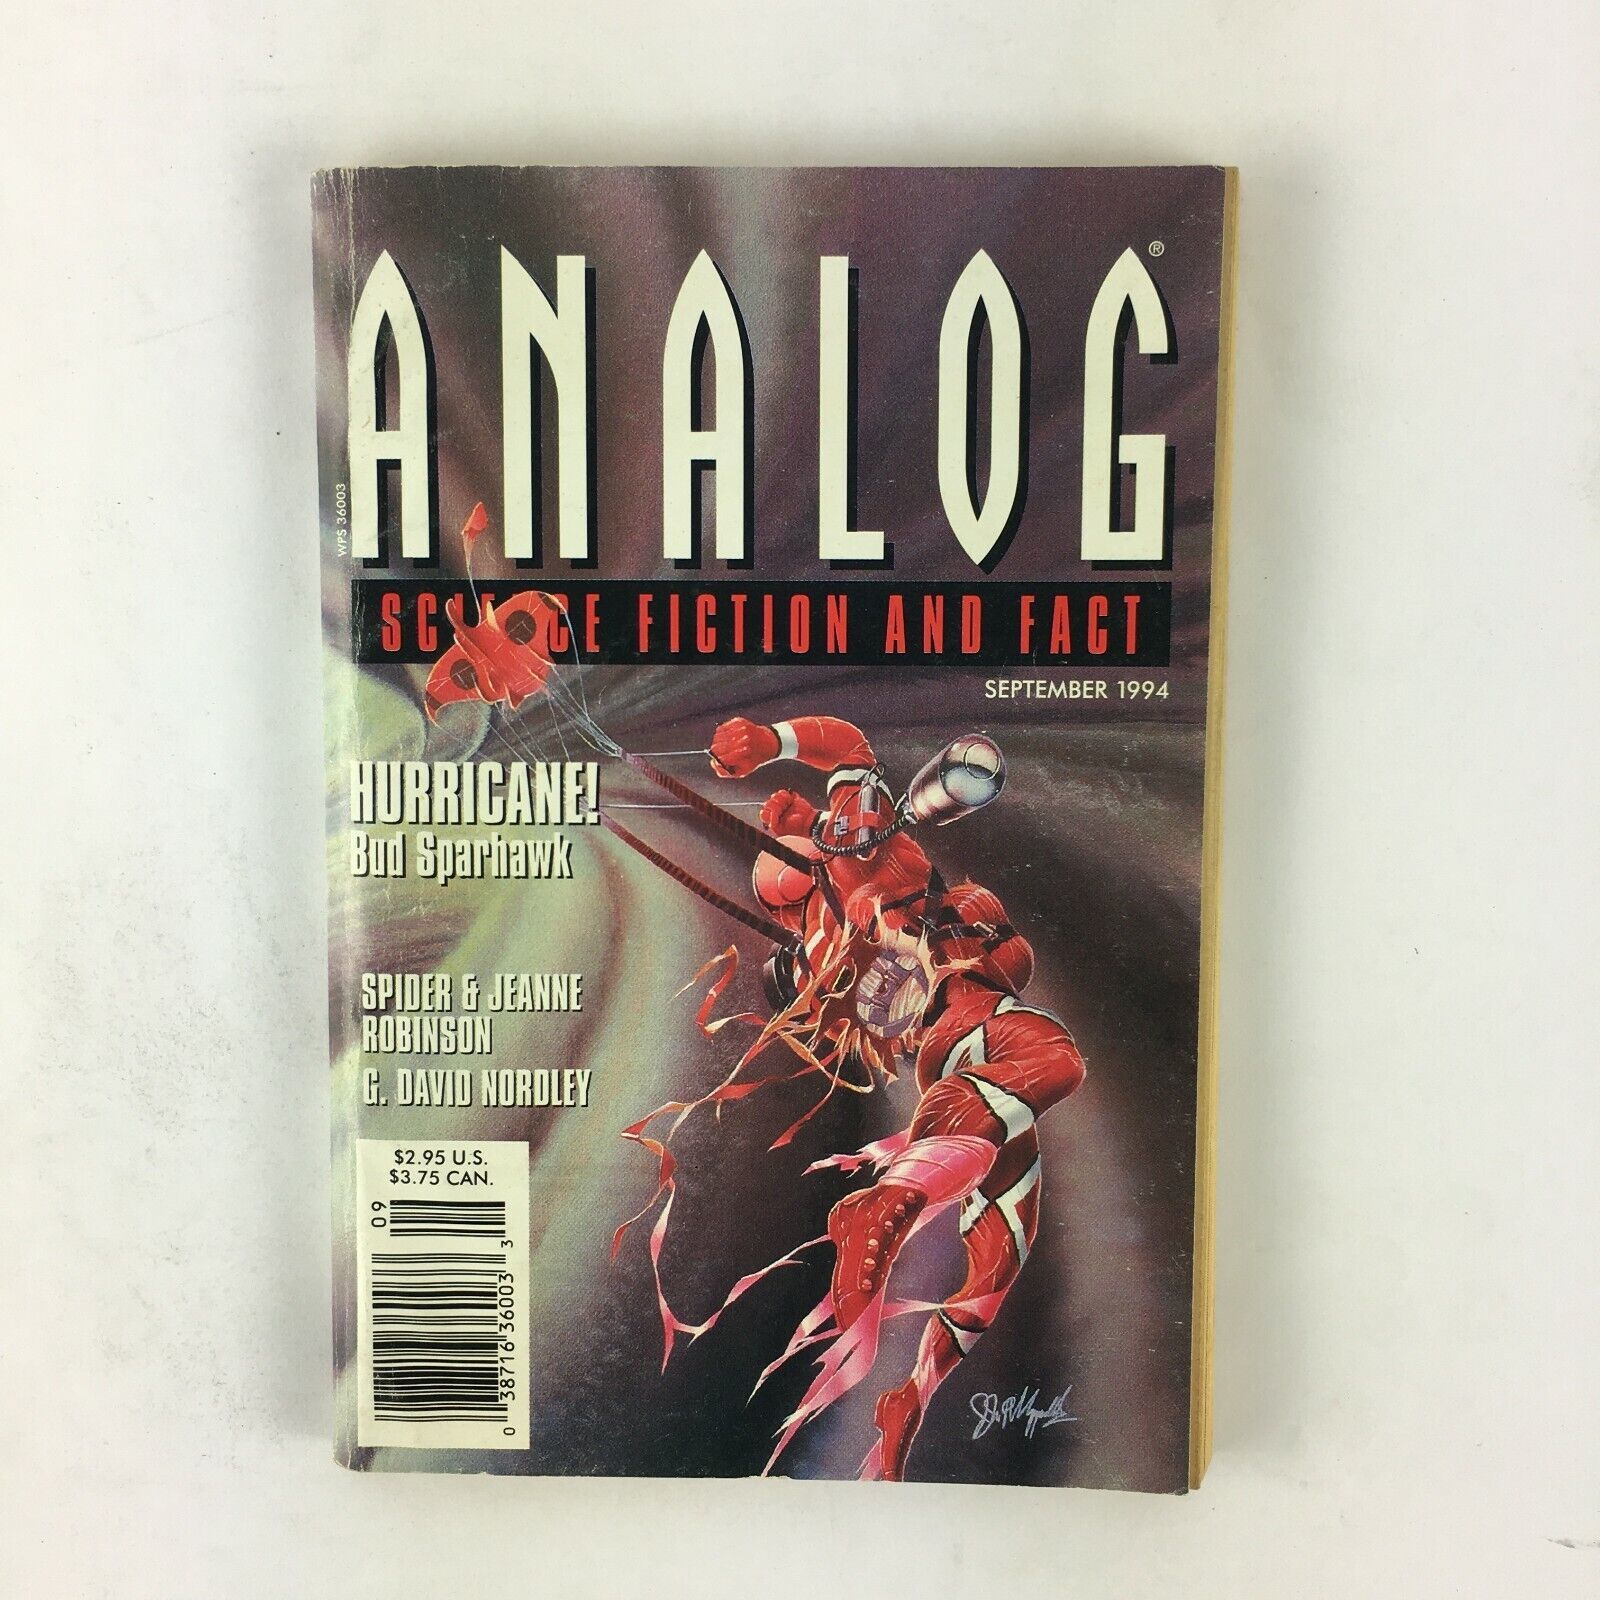 ANALOG®
SCIENCE FICTION AND FACT
SEPTEMBER 1994
WPS 36003
HURRICANE!
Bud Sparhawk
SPIDER & JEANNE
ROBINSON
G. DAVID NORDLEY
$2.95 U.S.
$3.75 CAN.
09
0 38716 36003 3